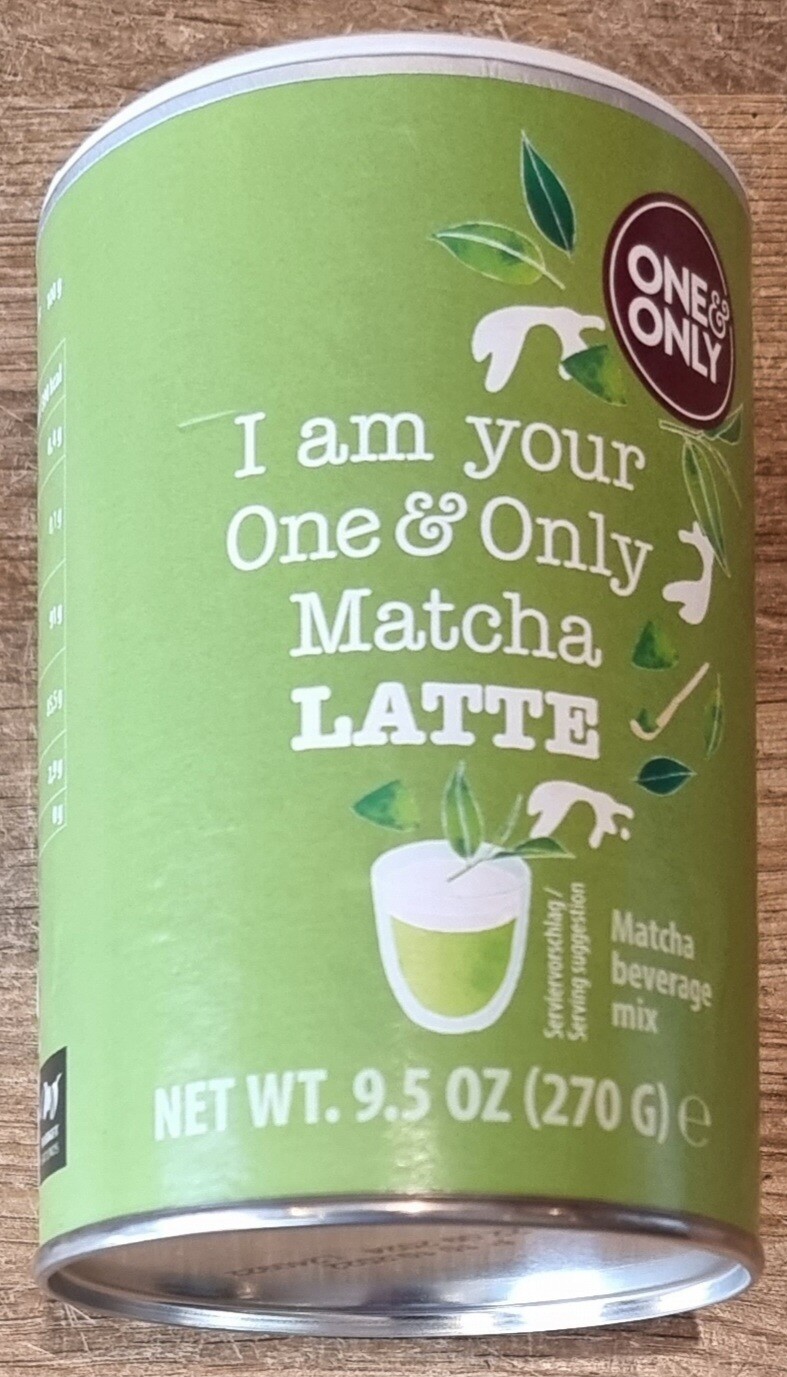 ONE&
ONLY
I am your
One & Only
Matcha
LATTE
Serviervorschlag /
Serving suggestion
Matcha
beverage
mix
NET WT. 9.5 OZ (270 G) e